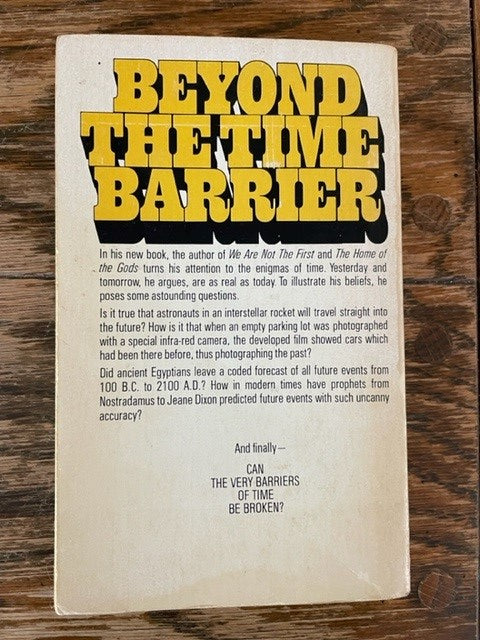 BEYOND
THE TIME
BARRIER
In his new book, the author of We Are Not The First and The Home of
the Gods turns his attention to the enigmas of time. Yesterday and
tomorrow, he argues, are as real as today. To illustrate his beliefs, he
poses some astounding questions.
Is it true that astronauts in an interstellar rocket will travel straight into
the future? How is it that when an empty parking lot was photographed
with a special infra-red camera, the developed film showed cars which
had been there before, thus photographing the past?
Did ancient Egyptians leave a coded forecast of all future events from
100 B.C. to 2100 A.D.? How in modern times have prophets from
Nostradamus to Jeane Dixon predicted future events with such uncanny
accuracy?
And finally—
CAN
THE VERY BARRIERS
OF TIME
BE BROKEN?